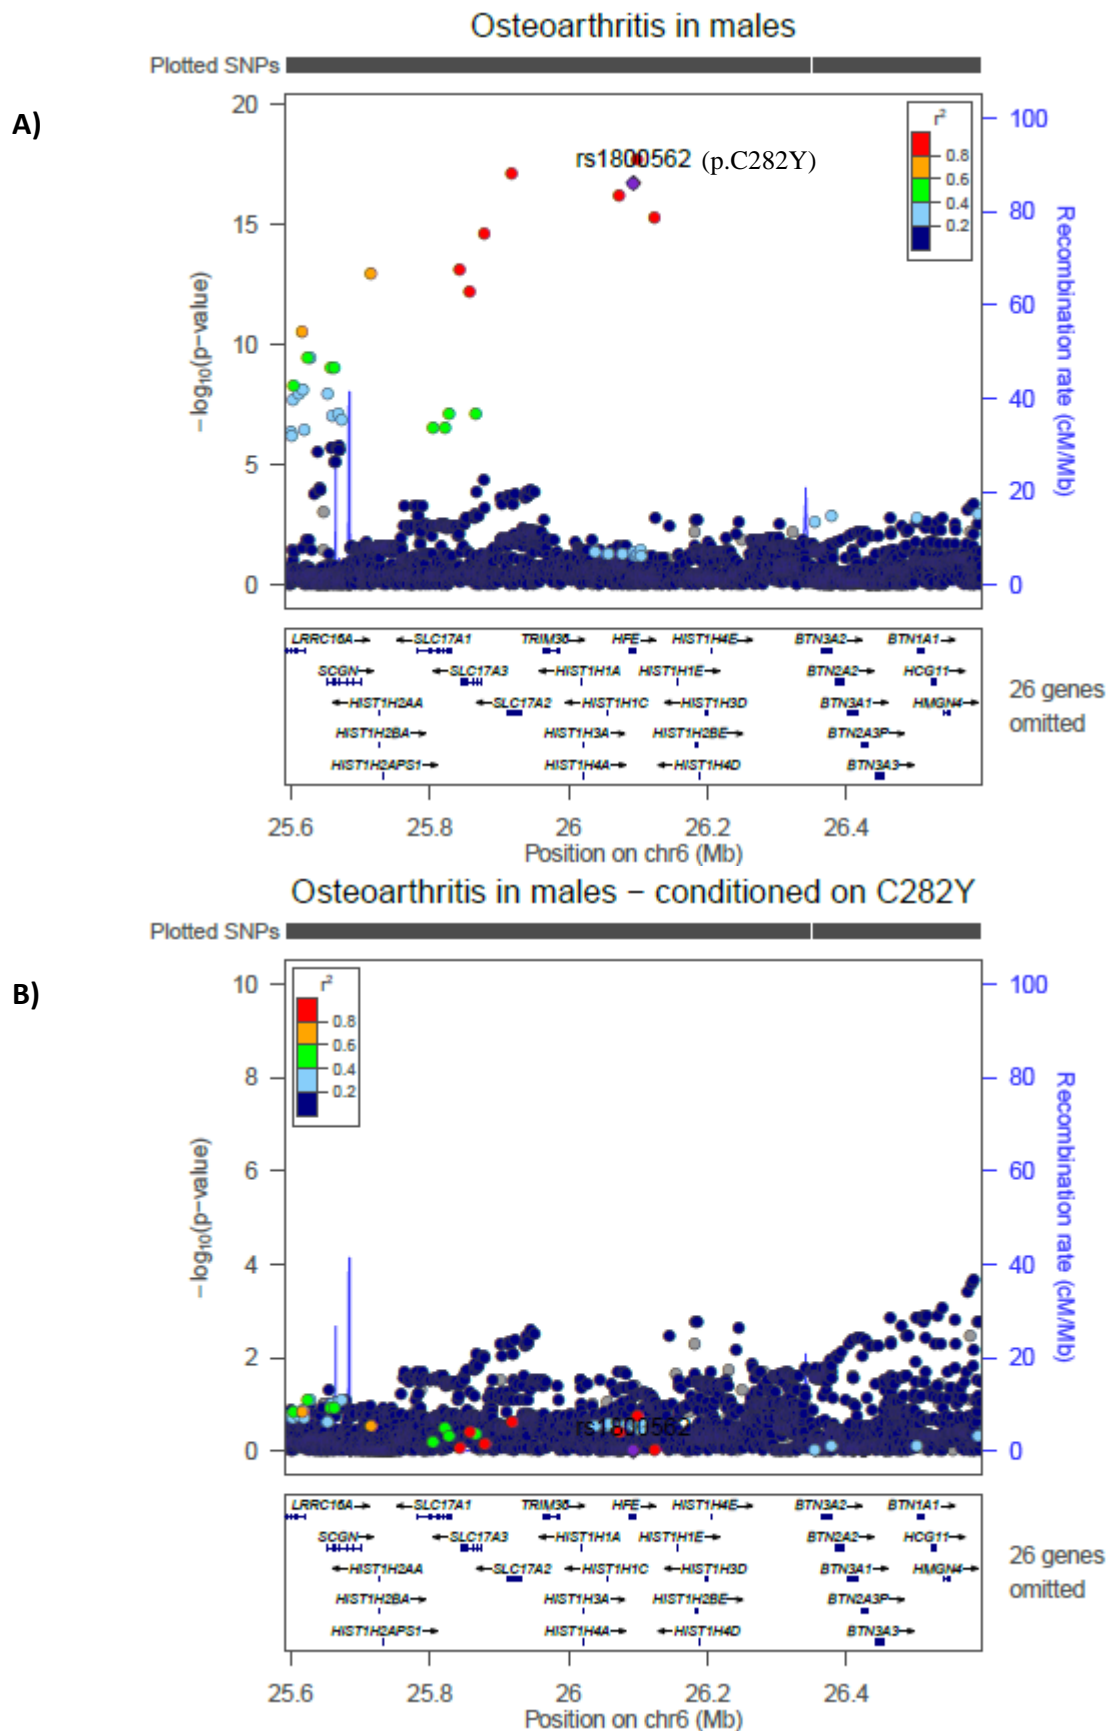 Osteoarthritis in males
Plotted SNPs
A)
20
15
10
5
0
−log10(p−value)
rs1800562 (p.C282Y)
r²
0.8
0.6
0.4
0.2
100
80
60
40
20
0
Recombination rate (cM/Mb)
LRRC16A SLC17A1 TRIM38 HFE HIST1H4E BTN3A2 BTN1A1
SCGN SLC17A3 HIST1H1A HIST1H1E BTN2A2 HCG11
HIST1H2AA SLC17A2 HIST1H1C HIST1H3D BTN3A1 HMGN4
HIST1H2BA HIST1H3A HIST1H2BE BTN2A3P
HIST1H2APS1 HIST1H4A HIST1H4D BTN3A3
26 genes
omitted
25.6 25.8 26 26.2 26.4
Position on chr6 (Mb)
Osteoarthritis in males − conditioned on C282Y
Plotted SNPs
B)
10
8
6
4
2
0
−log10(p−value)
r²
0.8
0.6
0.4
0.2
rs1800562
100
80
60
40
20
0
Recombination rate (cM/Mb)
LRRC16A SLC17A1 TRIM38 HFE HIST1H4E BTN3A2 BTN1A1
SCGN SLC17A3 HIST1H1A HIST1H1E BTN2A2 HCG11
HIST1H2AA SLC17A2 HIST1H1C HIST1H3D BTN3A1 HMGN4
HIST1H2BA HIST1H3A HIST1H2BE BTN2A3P
HIST1H2APS1 HIST1H4A HIST1H4D BTN3A3
26 genes
omitted
25.6 25.8 26 26.2 26.4
Position on chr6 (Mb)